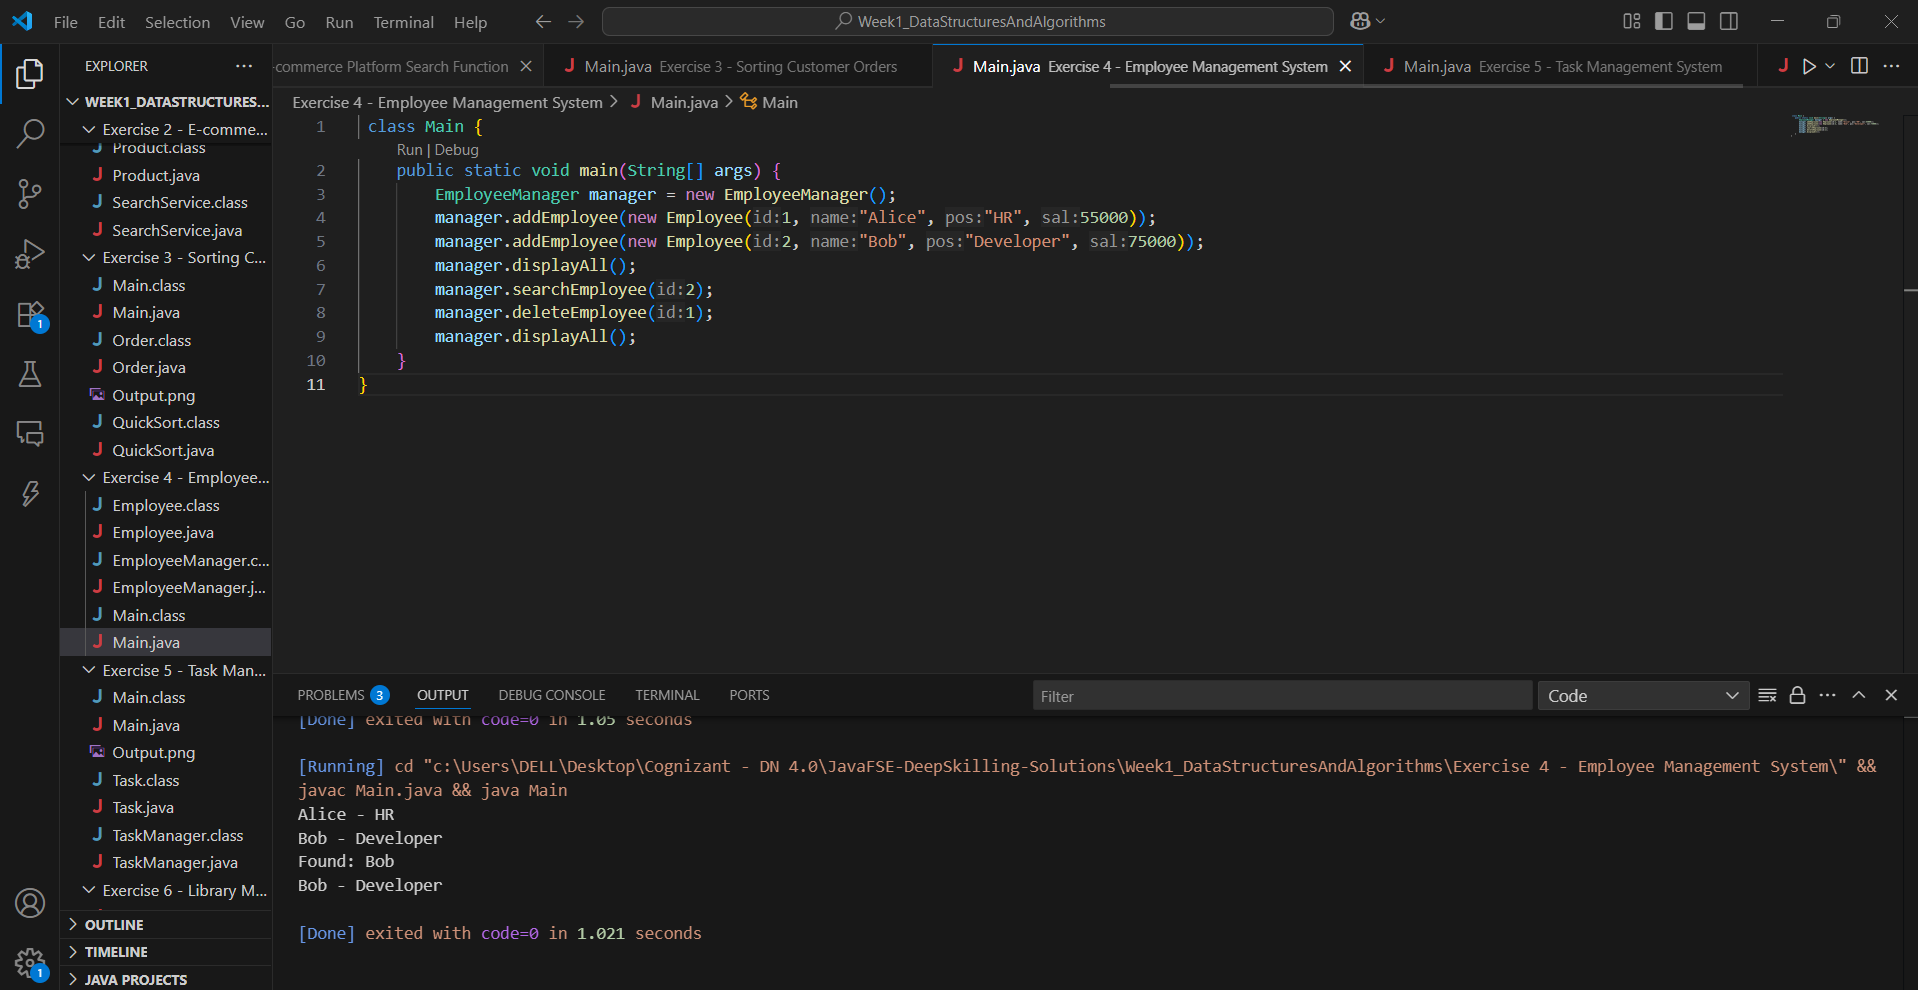 File Edit Selection View Go Run Terminal Help
Week1_DataStructuresAndAlgorithms
EXPLORER
-commerce Platform Search Function
Main.java Exercise 3 - Sorting Customer Orders
Main.java Exercise 4 - Employee Management System
Main.java Exercise 5 - Task Management System
WEEK1_DATASTRUCTURES...
Exercise 2 - E-comme...
Product.class
Product.java
SearchService.class
SearchService.java
Exercise 3 - Sorting C...
Main.class
Main.java
Order.class
Order.java
Output.png
QuickSort.class
QuickSort.java
Exercise 4 - Employee...
Employee.class
Employee.java
EmployeeManager.c...
EmployeeManager.j...
Main.class
Main.java
Exercise 5 - Task Man...
Main.class
Main.java
Output.png
Task.class
Task.java
TaskManager.class
TaskManager.java
Exercise 6 - Library M...
OUTLINE
TIMELINE
JAVA PROJECTS
1
1
Exercise 4 - Employee Management System > Main.java > Main
1 class Main {
Run | Debug
2 public static void main(String[] args) {
3 EmployeeManager manager = new EmployeeManager();
4 manager.addEmployee(new Employee(id:1, name:"Alice", pos:"HR", sal:55000));
5 manager.addEmployee(new Employee(id:2, name:"Bob", pos:"Developer", sal:75000));
6 manager.displayAll();
7 manager.searchEmployee(id:2);
8 manager.deleteEmployee(id:1);
9 manager.displayAll();
10 }
11 }
PROBLEMS 3 OUTPUT DEBUG CONSOLE TERMINAL PORTS
Filter
Code
[Done] exited with code=0 in 1.05 seconds
[Running] cd "c:\Users\DELL\Desktop\Cognizant - DN 4.0\JavaFSE-DeepSkilling-Solutions\Week1_DataStructuresAndAlgorithms\Exercise 4 - Employee Management System\" &&
javac Main.java && java Main
Alice - HR
Bob - Developer
Found: Bob
Bob - Developer
[Done] exited with code=0 in 1.021 seconds